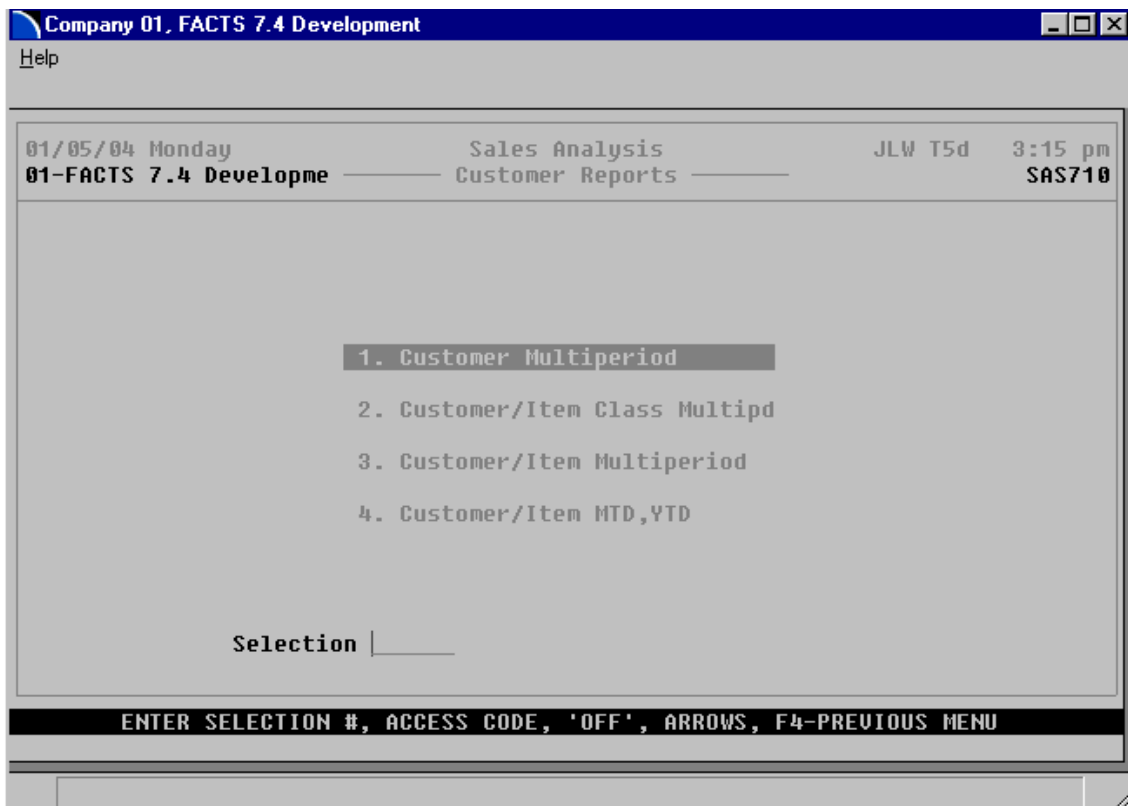 Company 01, FACTS 7.4 Development
Help
01/05/04 Monday Sales Analysis JLW T5d 3:15 pm
01-FACTS 7.4 Developme Customer Reports SAS710
1. Customer Multiperiod
2. Customer/Item Class Multipd
3. Customer/Item Multiperiod
4. Customer/Item MTD,YTD
Selection
ENTER SELECTION #, ACCESS CODE, 'OFF', ARROWS, F4-PREVIOUS MENU